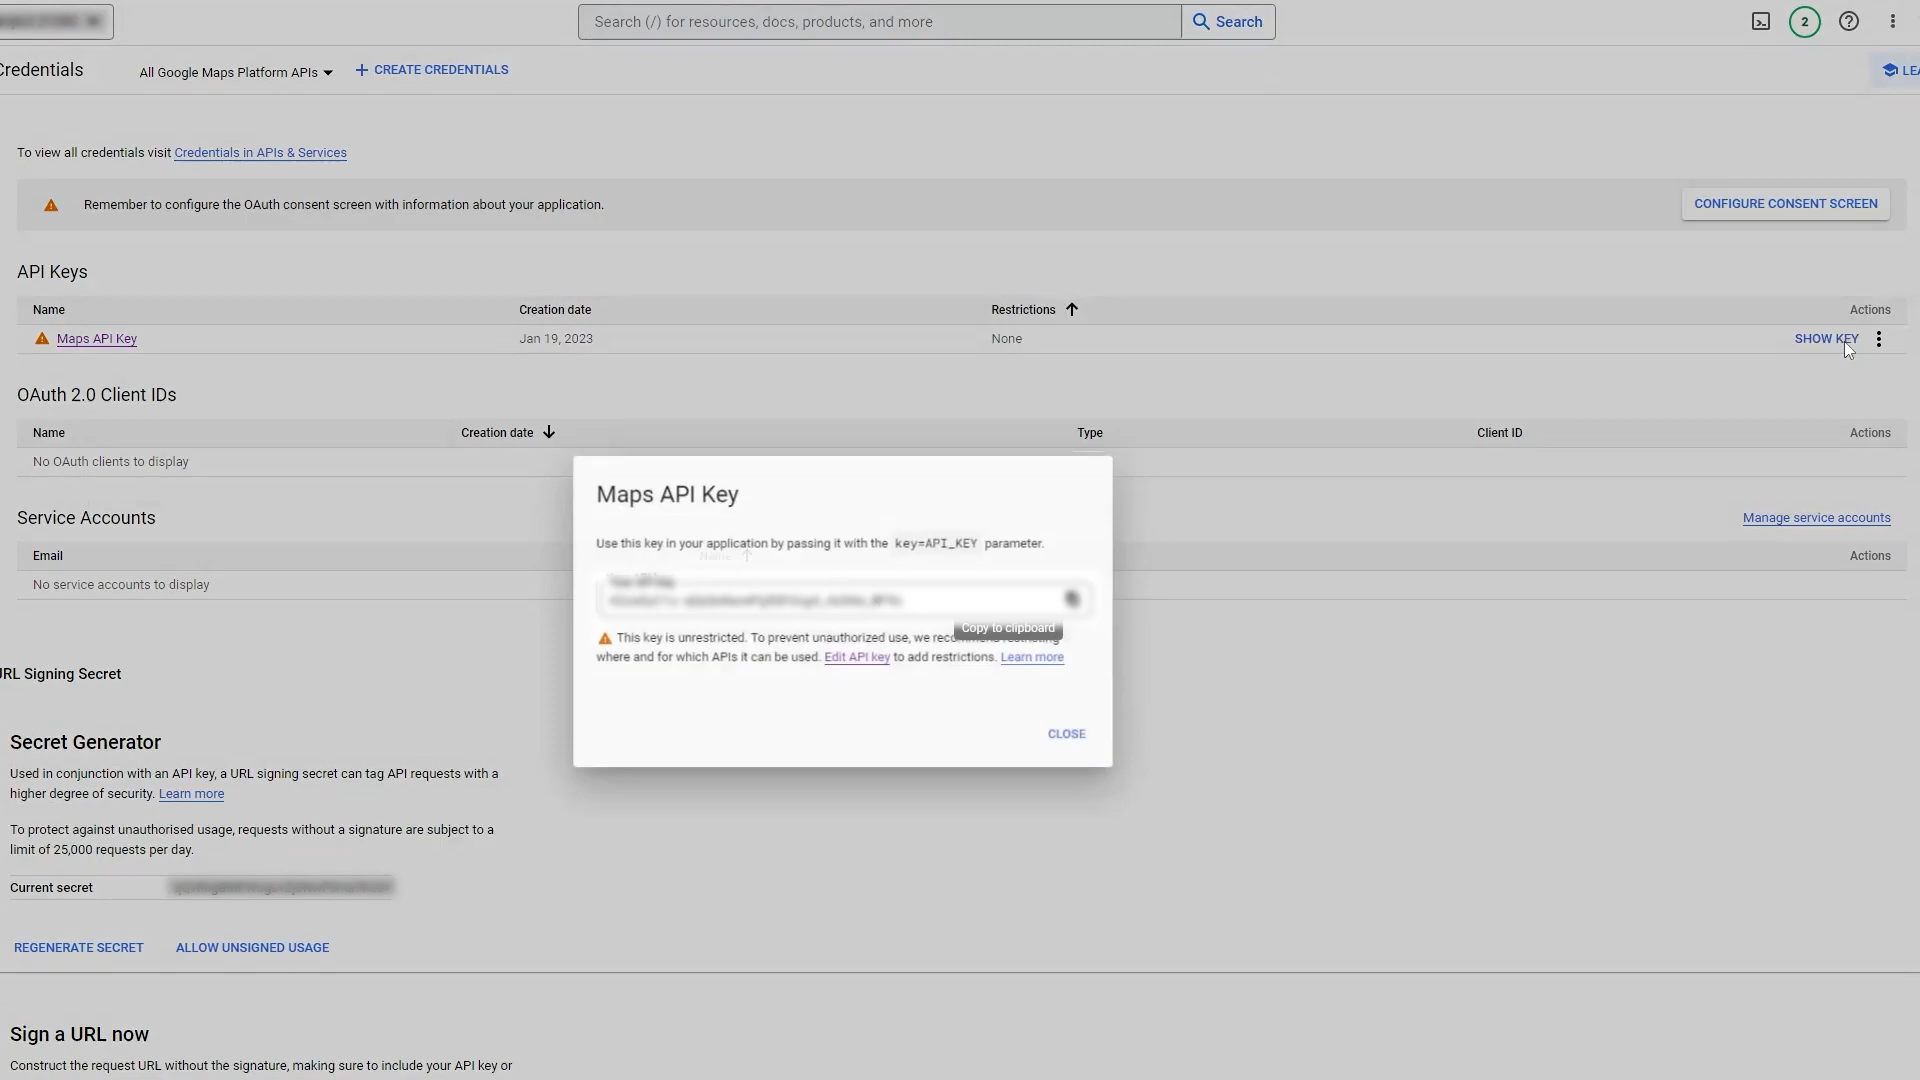 Search (/) for resources, docs, products, and more
Search
2
Credentials
All Google Maps Platform APIs
CREATE CREDENTIALS
LEA
To view all credentials visit Credentials in APIs & Services
Remember to configure the OAuth consent screen with information about your application.
CONFIGURE CONSENT SCREEN
API Keys
Name Creation date Restrictions Actions
Maps API Key Jan 19, 2023 None SHOW KEY
OAuth 2.0 Client IDs
Name Creation date Type Client ID Actions
No OAuth clients to display
Service Accounts
Manage service accounts
Email Name Actions
No service accounts to display
Maps API Key
Use this key in your application by passing it with the key=API_KEY parameter.
Copy to clipboard
This key is unrestricted. To prevent unauthorized use, we recommend restricting
where and for which APIs it can be used. Edit API key to add restrictions. Learn more
CLOSE
URL Signing Secret
Secret Generator
Used in conjunction with an API key, a URL signing secret can tag API requests with a
higher degree of security. Learn more
To protect against unauthorised usage, requests without a signature are subject to a
limit of 25,000 requests per day.
Current secret
REGENERATE SECRET
ALLOW UNSIGNED USAGE
Sign a URL now
Construct the request URL without the signature, making sure to include your API key or